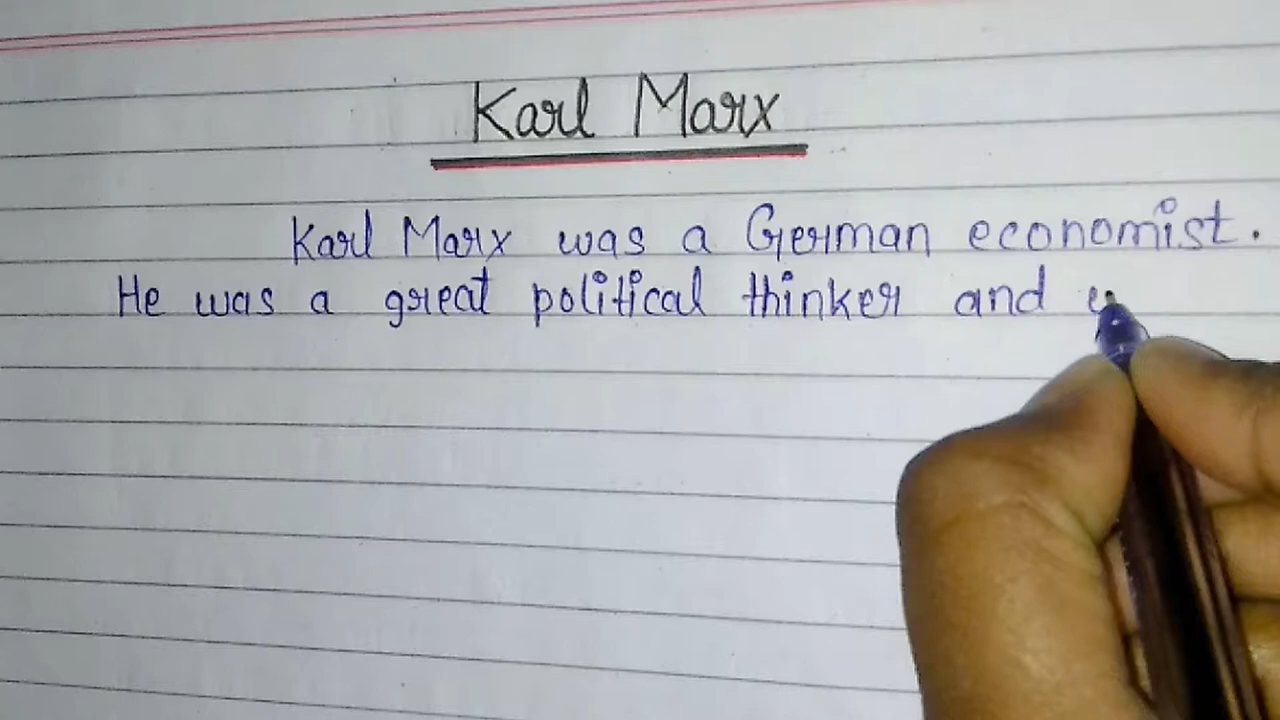 Karl Marx
Karl Marx was a German economist.
He was a great political thinker and